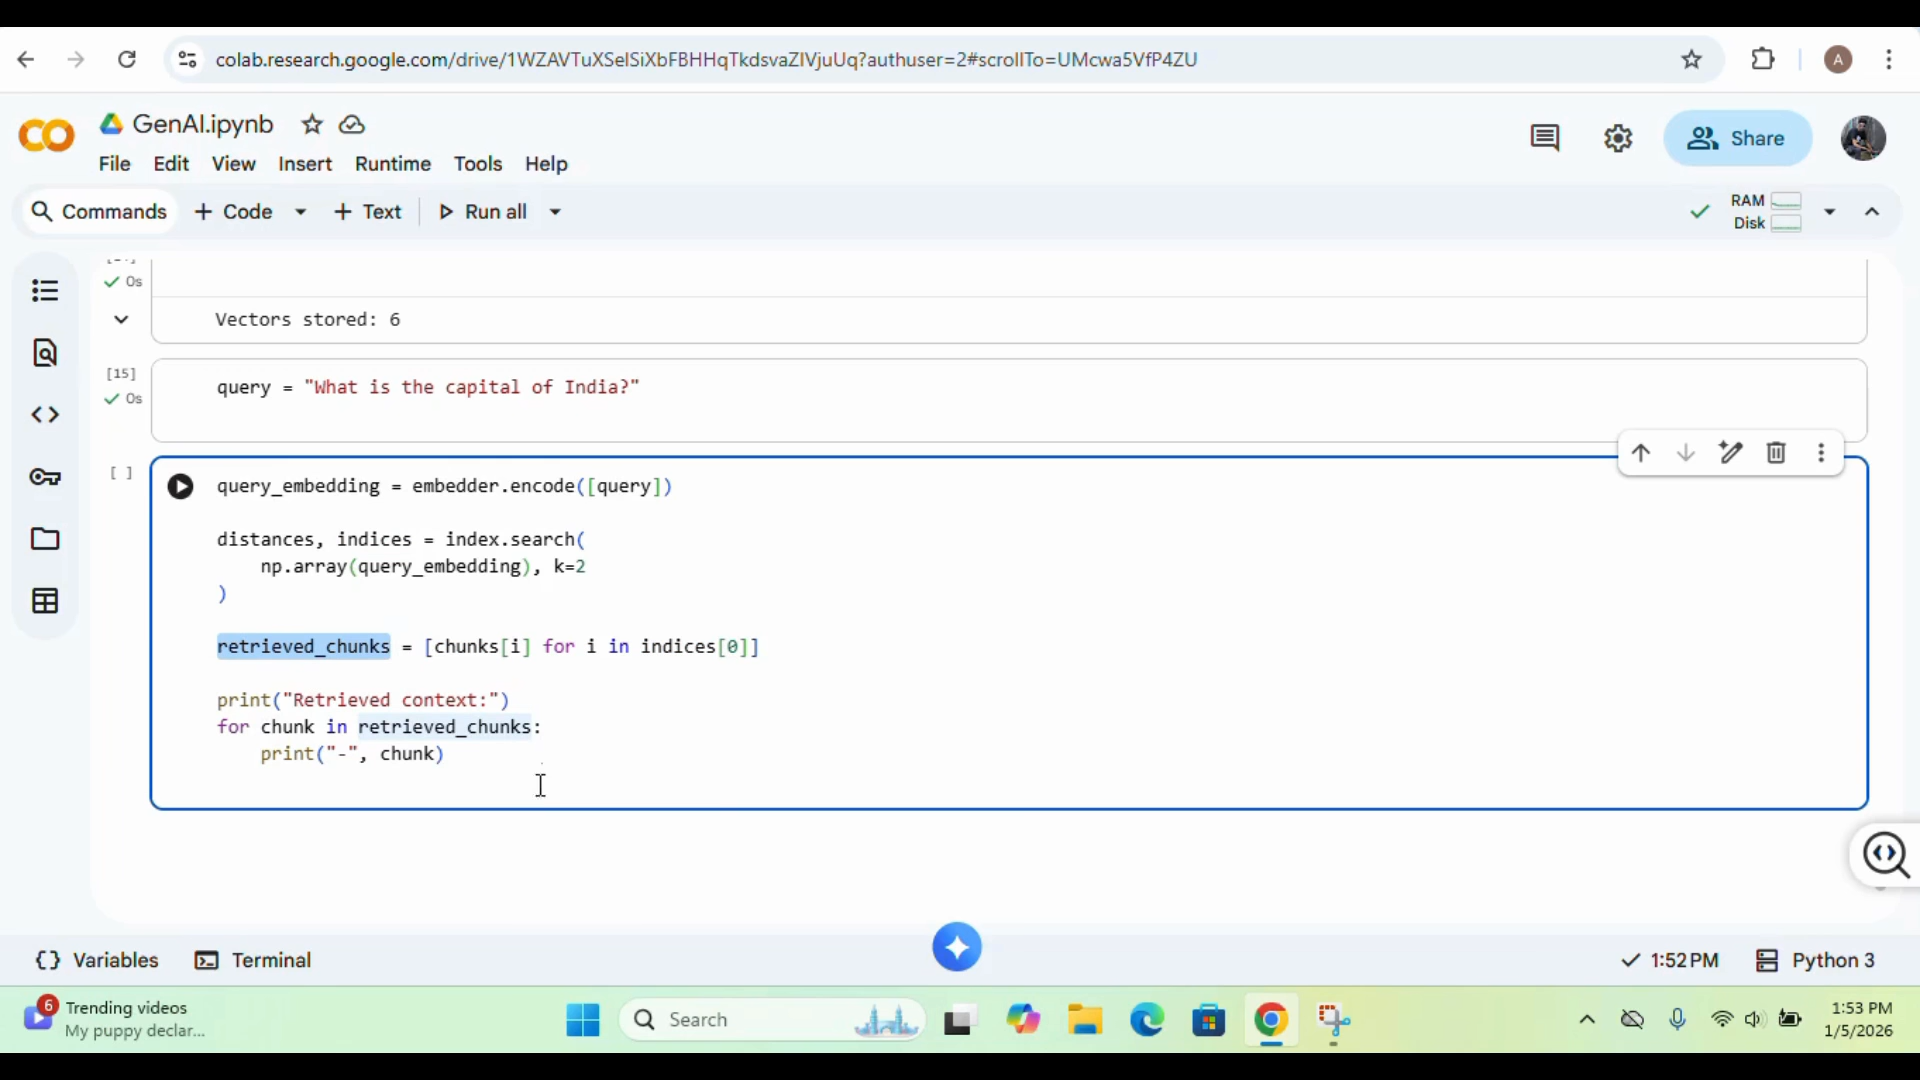 colab.research.google.com/drive/1WZAVTuXSelSiXbFBHHqTkdsvaZIVjuUq?authuser=2#scrollTo=UMcwa5VfP4ZU
A
CO
GenAI.ipynb
File Edit View Insert Runtime Tools Help
Share
Commands + Code + Text Run all
RAM
Disk
0s
Vectors stored: 6
[15]
query = "What is the capital of India?"
0s
[ ]
query_embedding = embedder.encode([query])
distances, indices = index.search(
np.array(query_embedding), k=2
)
retrieved_chunks = [chunks[i] for i in indices[0]]
print("Retrieved context:")
for chunk in retrieved_chunks:
print("-", chunk)
Variables
Terminal
1:52 PM
Python 3
6
Trending videos
My puppy declar...
Search
1:53 PM
1/5/2026